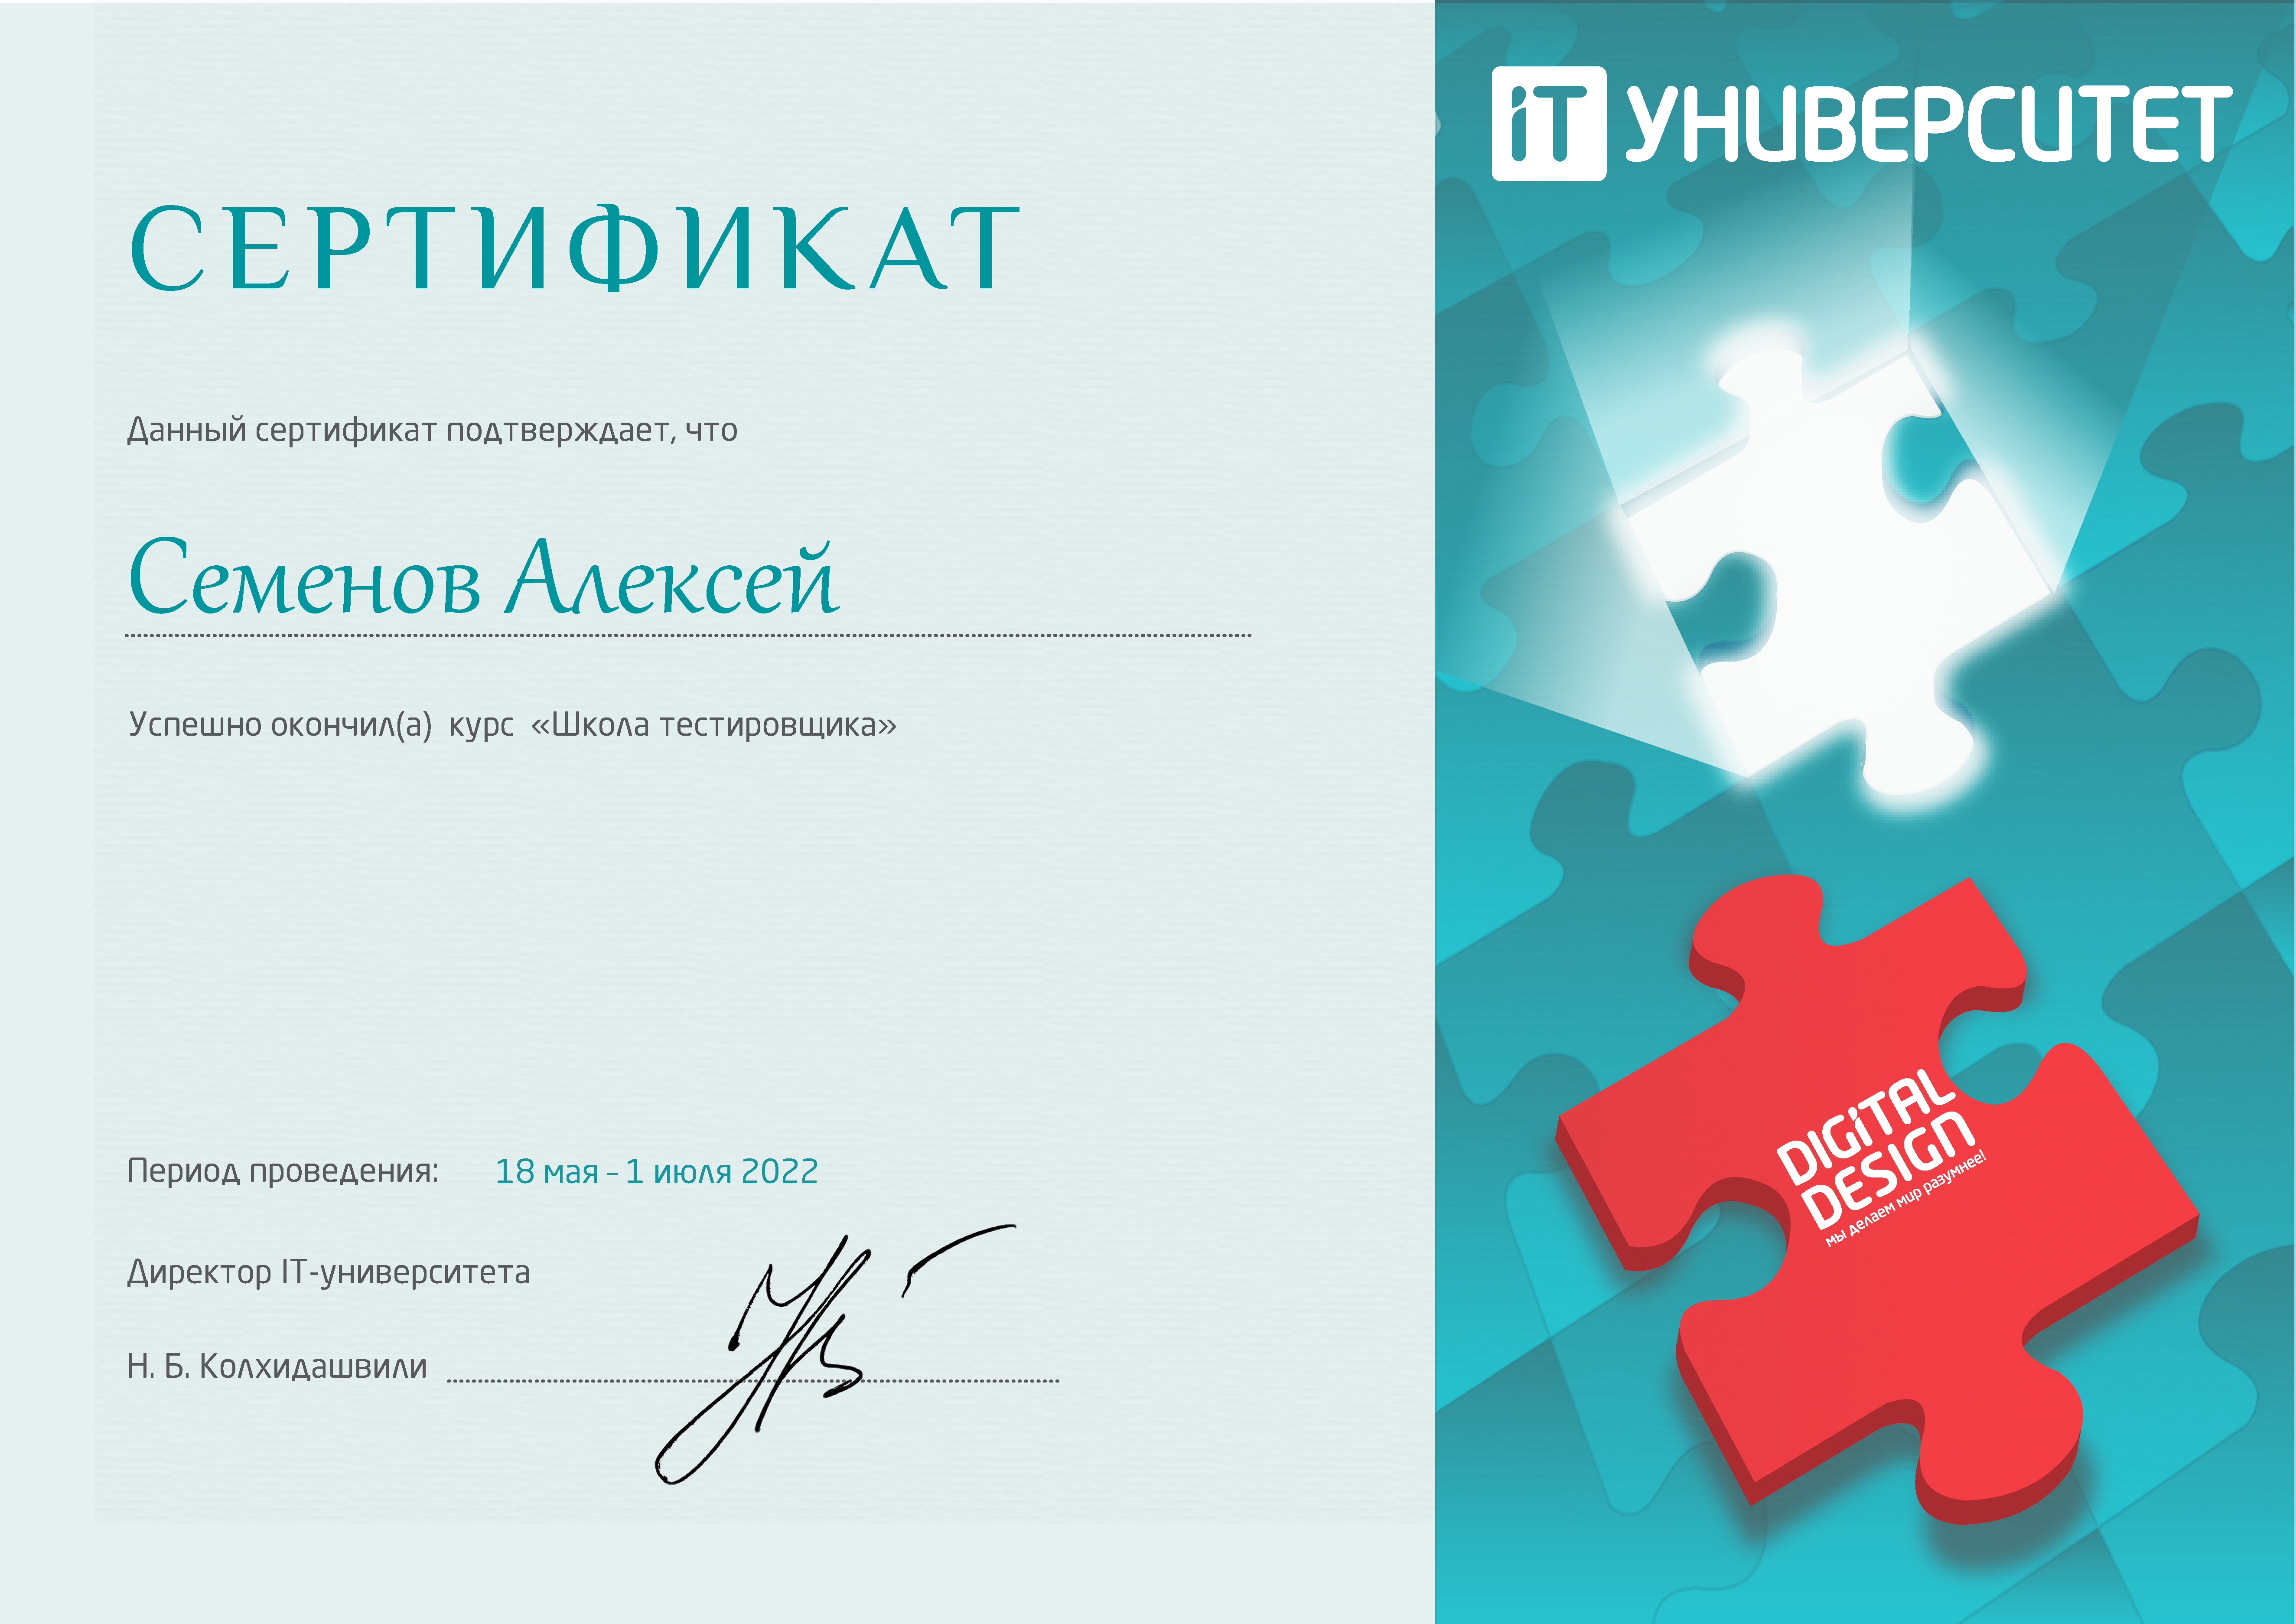 СЕРТИФИКАТ
Данный сертификат подтверждает, что
Семенов Алексей
Успешно окончил(а) курс «Школа тестировщика»
Период проведения: 18 мая – 1 июля 2022
Директор IT-университета
Н. Б. Колхидашвили
iT УНИВЕРСИТЕТ
DIGITAL
DESIGN
мы делаем мир разумнее!